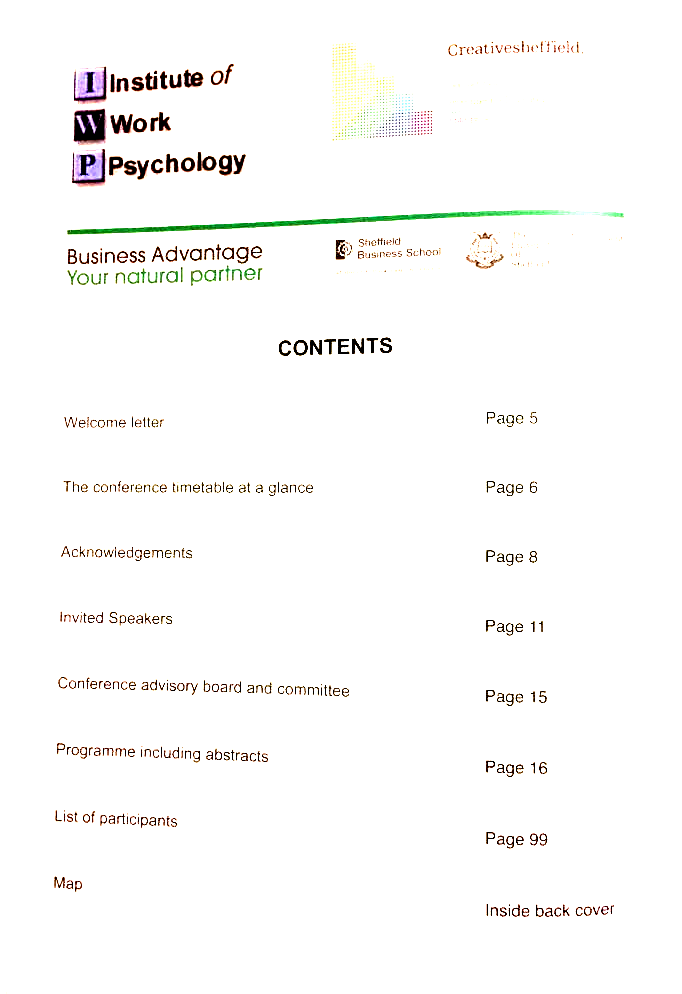 Creativesheffield.
I Institute of
W Work
P Psychology
Business Advantage
Your natural partner
Sheffield
Business School
CONTENTS
Welcome letter Page 5
The conference timetable at a glance Page 6
Acknowledgements Page 8
Invited Speakers Page 11
Conference advisory board and committee Page 15
Programme including abstracts Page 16
List of participants Page 99
Map Inside back cover